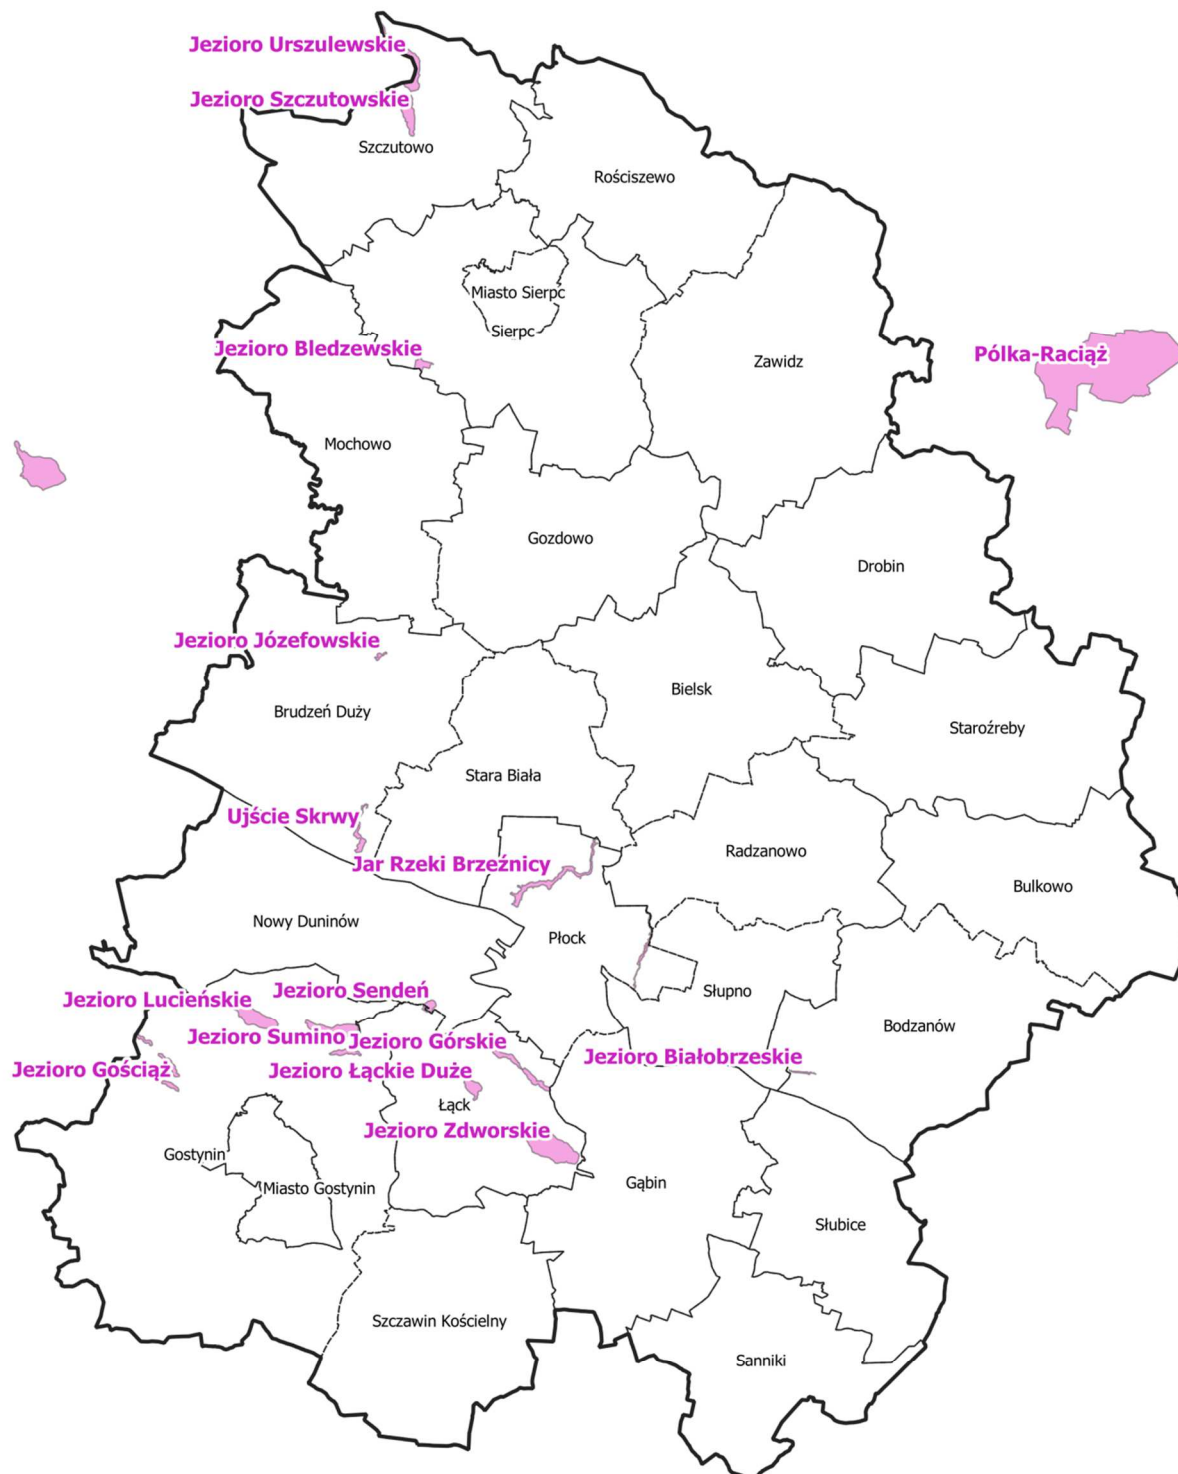 Jezioro Urszulewskie
Jezioro Szczutowskie
Szczutowo
Rościszewo
Miasto Sierpc
Sierpc
Jezioro Bledzewskie
Zawidz
Pólka-Raciąż
Mochowo
Gozdowo
Drobin
Jezioro Józefowskie
Bielsk
Brudzeń Duży
Staroźreby
Stara Biała
Ujście Skrwy
Radzanowo
Jar Rzeki Brzeźnicy
Bulkowo
Nowy Duninów
Płock
Jezioro Sendeń
Słupno
Jezioro Lucieńskie
Bodzanów
Jezioro Sumino
Jezioro Górskie
Jezioro Białobrzeskie
Jezioro Gościąż
Jezioro Łąckie Duże
Łąck
Jezioro Zdworskie
Gostynin
Gąbin
Miasto Gostynin
Słubice
Szczawin Kościelny
Sanniki